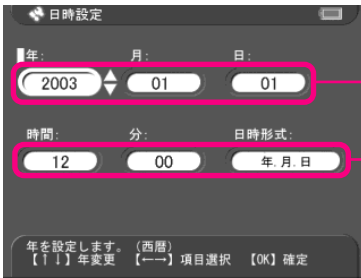 日時設定
年: 月: 日:
2003 01 01
時間: 分: 日時形式:
12 00 年.月.日
年を設定します。（西暦）
【↑↓】年変更 【←→】項目選択 【OK】確定